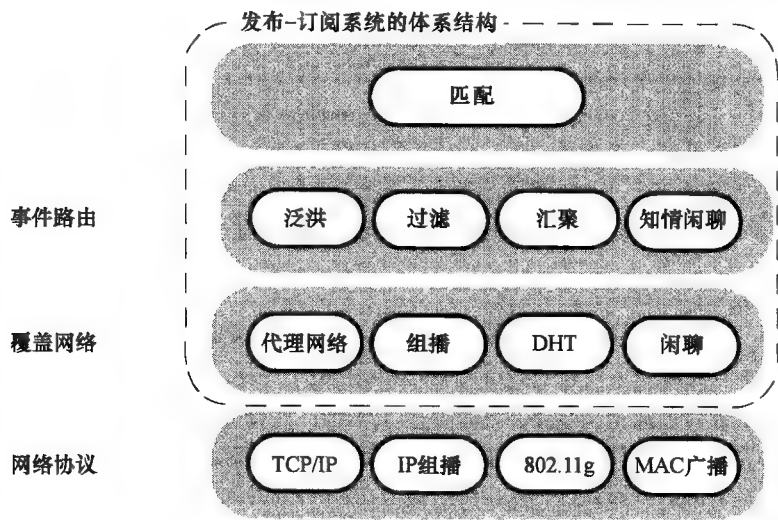 发布-订阅系统的体系结构
匹配
事件路由
泛洪
过滤
汇聚
知情闲聊
覆盖网络
代理网络
组播
DHT
闲聊
网络协议
TCP/IP
IP组播
802.11g
MAC广播